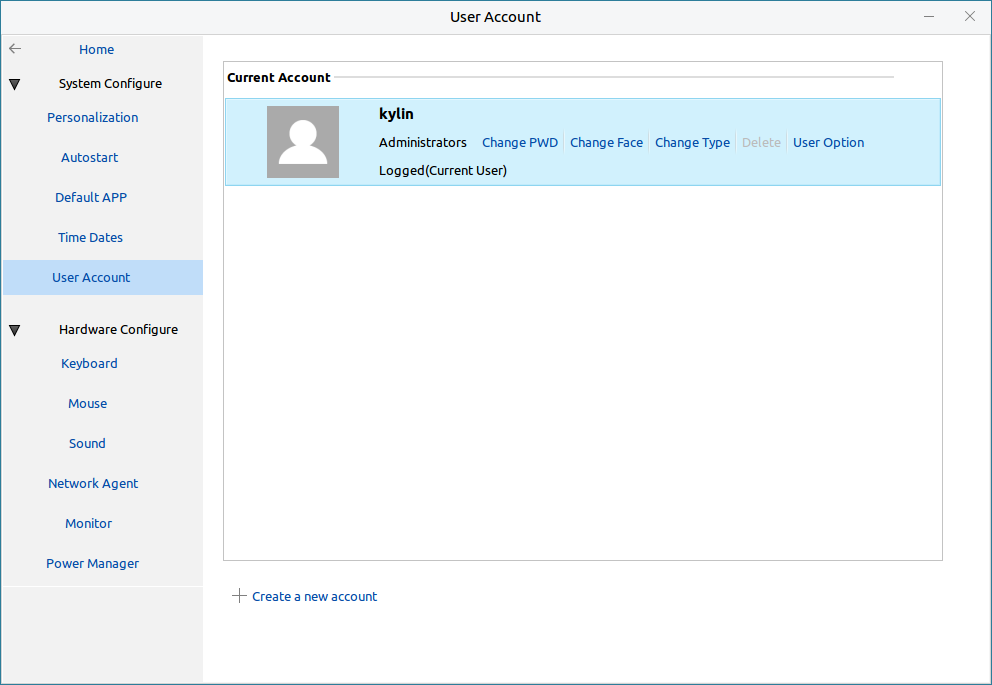 User Account
Home
System Configure
Personalization
Autostart
Default APP
Time Dates
User Account
Hardware Configure
Keyboard
Mouse
Sound
Network Agent
Monitor
Power Manager
Current Account
kylin
Administrators Change PWD Change Face Change Type Delete User Option
Logged(Current User)
Create a new account